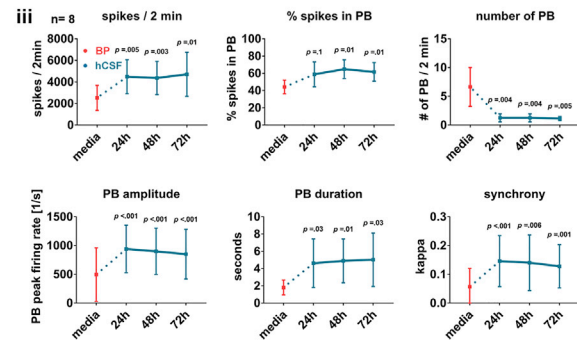 iii
n= 8
spikes / 2 min
BP
hCSF
p =.005
p =.003
p =.01
spikes / 2min
8000
6000
4000
2000
0
media
24h
48h
72h
% spikes in PB
p =.1
p =.01
p =.01
% spikes in PB
100
80
60
40
20
0
media
24h
48h
72h
number of PB
# of PB / 2 min
15
10
5
0
p =.004
p =.004
p =.005
media
24h
48h
72h
PB amplitude
p <.001
p <.001
p <.001
PB peak firing rate [1/s]
1500
1000
500
0
media
24h
48h
72h
PB duration
p =.03
p =.01
p =.03
seconds
10
8
6
4
2
0
media
24h
48h
72h
synchrony
p <.001
p =.006
p =.001
kappa
0.3
0.2
0.1
0.0
media
24h
48h
72h